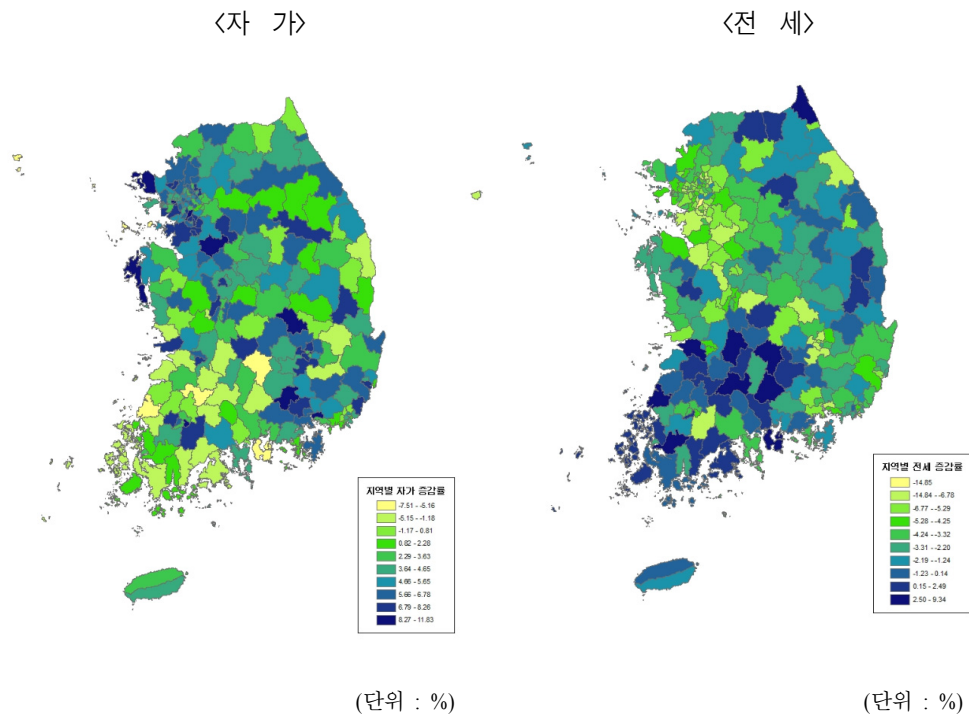 <자 가>
<전 세>
지역별 자가 증감률
-7.51 - -5.16
-5.15 - -1.18
-1.17 - 0.81
0.82 - 2.28
2.29 - 3.63
3.64 - 4.65
4.66 - 5.65
5.66 - 6.78
6.79 - 8.26
8.27 - 11.83
지역별 전세 증감률
-14.85
-14.84 - -6.78
-6.77 - -5.29
-5.28 - -4.25
-4.24 - -3.32
-3.31 - -2.20
-2.19 - -1.24
-1.23 - 0.14
0.15 - 2.49
2.50 - 9.34
(단위 : %)
(단위 : %)